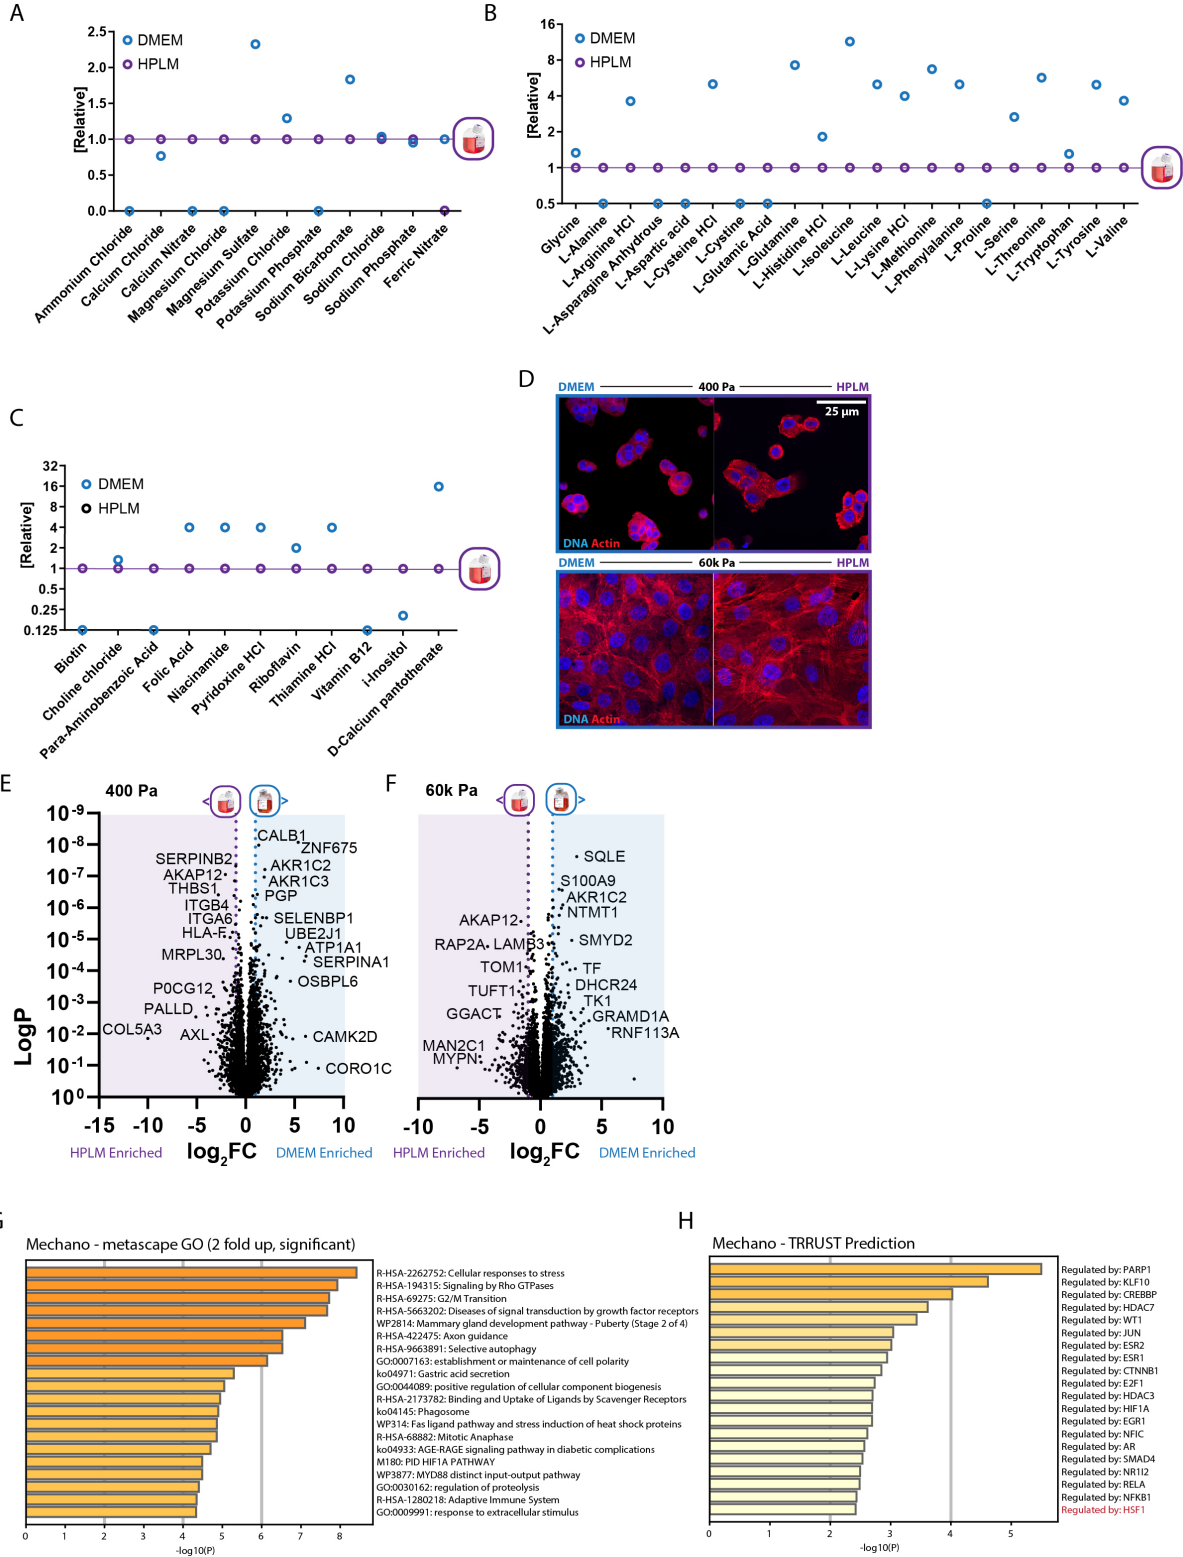 A
2.5
2.0
1.5
1.0
0.5
0.0
[Relative]
DMEM
HPLM
Ammonium Chloride
Calcium Chloride
Calcium Nitrate
Magnesium Chloride
Magnesium Sulfate
Potassium Chloride
Potassium Phosphate
Sodium Bicarbonate
Sodium Chloride
Sodium Phosphate
Ferric Nitrate
B
16
8
4
2
1
0.5
[Relative]
DMEM
HPLM
Glycine
L-Alanine
L-Arginine HCl
L-Asparagine Anhydrous
L-Aspartic acid
L-Cysteine HCl
L-Cystine
L-Glutamic Acid
L-Glutamine
L-Histidine HCl
L-Isoleucine
L-Leucine
L-Lysine HCl
L-Methionine
L-Phenylalanine
L-Proline
L-Serine
L-Threonine
L-Tryptophan
L-Tyrosine
L-Valine
C
32
16
8
4
2
1
0.5
0.25
0.125
[Relative]
DMEM
HPLM
Biotin
Choline chloride
Para-Aminobenzoic Acid
Folic Acid
Niacinamide
Pyridoxine HCl
Riboflavin
Thiamine HCl
Vitamin B12
i-Inositol
D-Calcium pantothenate
D
DMEM 400 Pa HPLM
25 µm
DNA Actin
DMEM 60k Pa HPLM
DNA Actin
E
400 Pa
< >
10-9
10-8
10-7
10-6
10-5
10-4
10-3
10-2
10-1
100
LogP
CALB1
ZNF675
SERPINB2
AKR1C2
AKAP12
AKR1C3
THBS1
PGP
ITGB4
ITGA6
SELENBP1
HLA-F
UBE2J1
ATP1A1
MRPL30
SERPINA1
OSBPL6
P0CG12
PALLD
COL5A3
AXL
CAMK2D
CORO1C
-15 -10 -5 0 5 10
HPLM Enriched log2FC DMEM Enriched
F
60k Pa
< >
SQLE
S100A9
AKR1C2
NTMT1
AKAP12
RAP2A LAMB3
SMYD2
TOM1
TF
DHCR24
TUFT1
TK1
GGACT
GRAMD1A
RNF113A
MAN2C1
MYPN
-10 -5 0 5 10
HPLM Enriched log2FC DMEM Enriched
G
Mechano - metascape GO (2 fold up, significant)
R-HSA-2262752: Cellular responses to stress
R-HSA-194315: Signaling by Rho GTPases
R-HSA-69275: G2/M Transition
R-HSA-5663202: Diseases of signal transduction by growth factor receptors
WP2814: Mammary gland development pathway - Puberty (Stage 2 of 4)
R-HSA-422475: Axon guidance
R-HSA-9663891: Selective autophagy
GO:0007163: establishment or maintenance of cell polarity
ko04971: Gastric acid secretion
GO:0044089: positive regulation of cellular component biogenesis
R-HSA-2173782: Binding and Uptake of Ligands by Scavenger Receptors
ko04145: Phagosome
WP314: Fas ligand pathway and stress induction of heat shock proteins
R-HSA-68882: Mitotic Anaphase
ko04933: AGE-RAGE signaling pathway in diabetic complications
M180: PID HIF1A PATHWAY
WP3877: MYD88 distinct input-output pathway
GO:0030162: regulation of proteolysis
R-HSA-1280218: Adaptive Immune System
GO:0009991: response to extracellular stimulus
0 1 2 3 4 5 6 7 8
-log10(P)
H
Mechano - TRRUST Prediction
Regulated by: PARP1
Regulated by: KLF10
Regulated by: CREBBP
Regulated by: HDAC7
Regulated by: WT1
Regulated by: JUN
Regulated by: ESR2
Regulated by: ESR1
Regulated by: CTNNB1
Regulated by: E2F1
Regulated by: HDAC3
Regulated by: HIF1A
Regulated by: EGR1
Regulated by: NFIC
Regulated by: AR
Regulated by: SMAD4
Regulated by: NR1I2
Regulated by: RELA
Regulated by: NFKB1
Regulated by: HSF1
0 1 2 3 4 5
-log10(P)